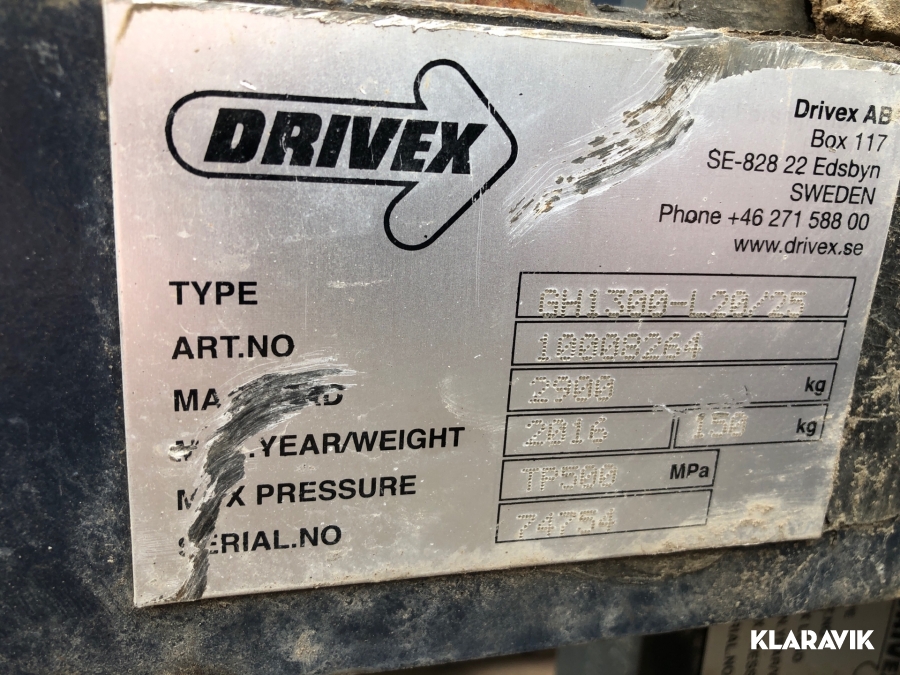 DRIVEX
Drivex AB
Box 117
SE-828 22 Edsbyn
SWEDEN
Phone +46 271 588 00
www.drivex.se
TYPE GH1300-L20/25
ART.NO 10008264
2900 kg
YEAR/WEIGHT 2016 150 kg
PRESSURE TP500 MPa
SERIAL.NO 74754
KLARAVIK